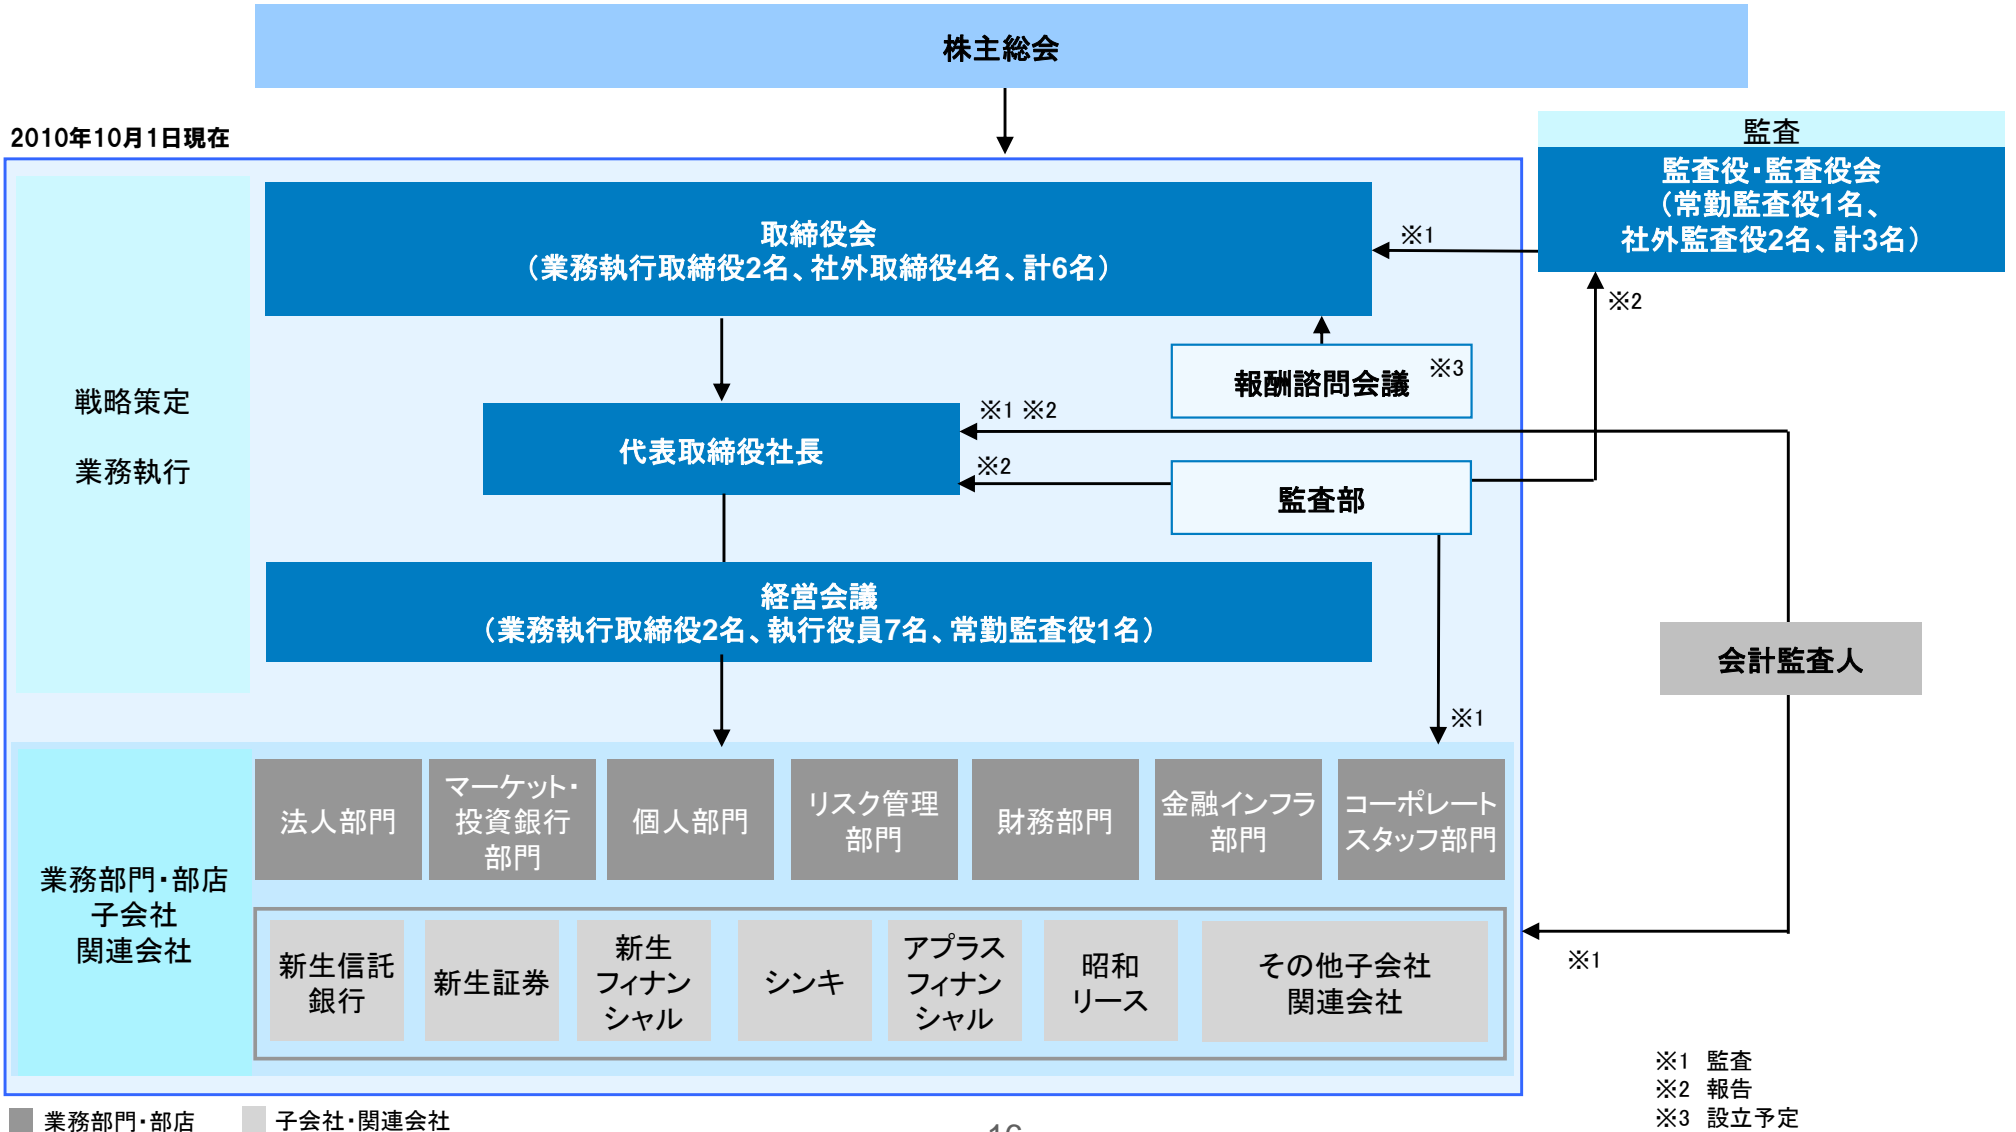 株主総会
2010年10月1日現在
監査
監査役・監査役会
（常勤監査役1名、
社外監査役2名、計3名）
取締役会
（業務執行取締役2名、社外取締役4名、計6名）
※1
※2
報酬諮問会議
※3
戦略策定
業務執行
代表取締役社長
※1 ※2
※2
監査部
経営会議
（業務執行取締役2名、執行役員7名、常勤監査役1名）
会計監査人
※1
業務部門・部店
子会社
関連会社
法人部門
マーケット・
投資銀行
部門
個人部門
リスク管理
部門
財務部門
金融インフラ
部門
コーポレート
スタッフ部門
新生信託
銀行
新生証券
新生
フィナン
シャル
シンキ
アプラス
フィナン
シャル
昭和
リース
その他子会社
関連会社
※1
※1 監査
※2 報告
※3 設立予定
業務部門・部店
子会社・関連会社
16